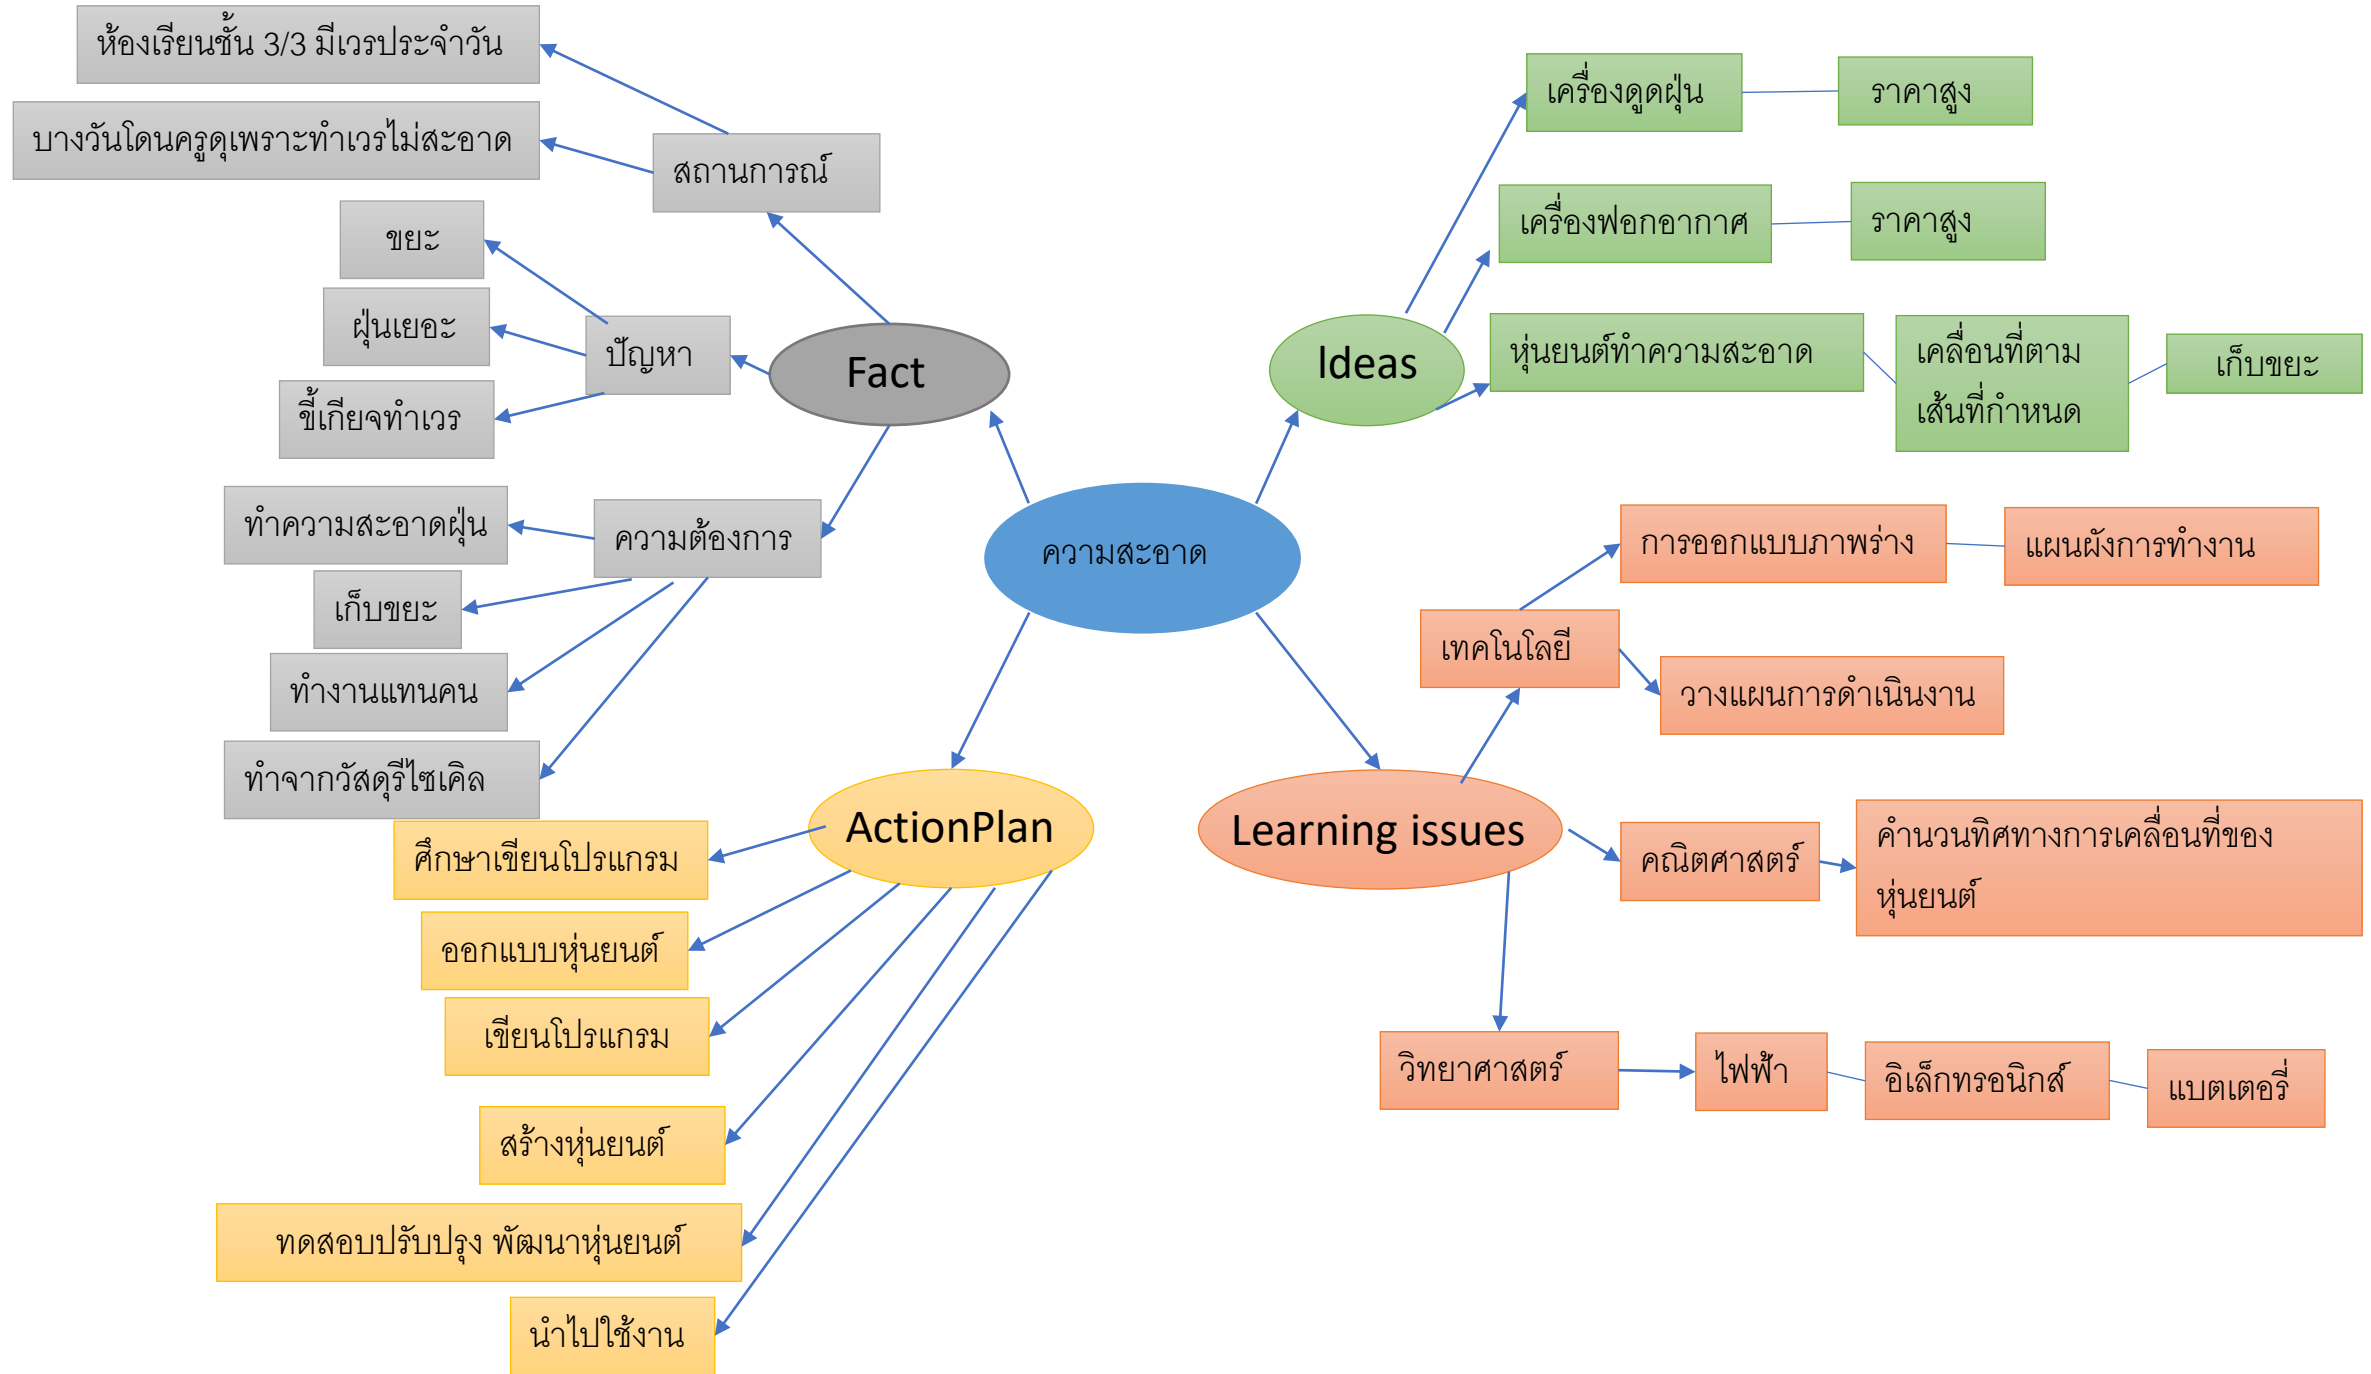 ห้องเรียนชั้น 3/3 มีเวรประจำวัน
บางวันโดนครูดุเพราะทำเวรไม่สะอาด
สถานการณ์
ขยะ
ฝุ่นเยอะ
ขี้เกียจทำเวร
ปัญหา
Fact
ทำความสะอาดฝุ่น
เก็บขยะ
ทำงานแทนคน
ทำจากวัสดุรีไซเคิล
ความต้องการ
ความสะอาด
Ideas
เครื่องดูดฝุ่น
ราคาสูง
เครื่องฟอกอากาศ
ราคาสูง
หุ่นยนต์ทำความสะอาด
เคลื่อนที่ตาม
เส้นที่กำหนด
เก็บขยะ
ActionPlan
ศึกษาเขียนโปรแกรม
ออกแบบหุ่นยนต์
เขียนโปรแกรม
สร้างหุ่นยนต์
ทดสอบปรับปรุง พัฒนาหุ่นยนต์
นำไปใช้งาน
Learning issues
เทคโนโลยี
การออกแบบภาพร่าง
แผนผังการทำงาน
วางแผนการดำเนินงาน
คณิตศาสตร์
คำนวนทิศทางการเคลื่อนที่ของ
หุ่นยนต์
วิทยาศาสตร์
ไฟฟ้า
อิเล็กทรอนิกส์
แบตเตอรี่